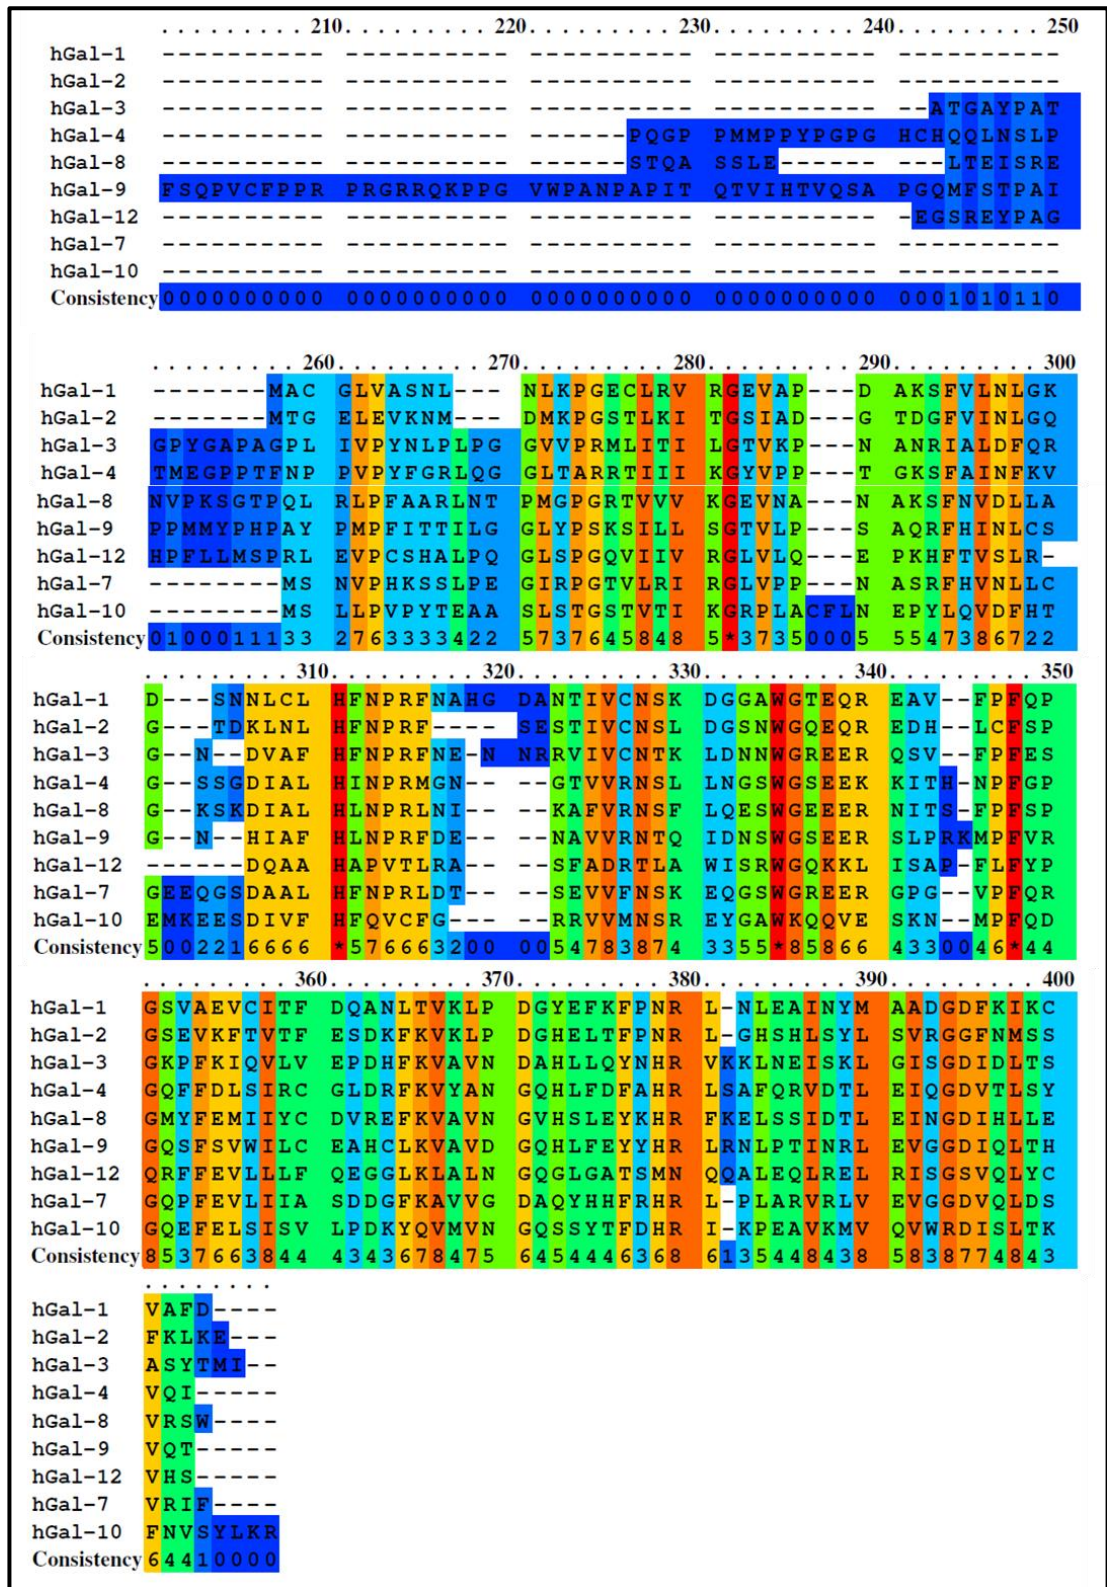 . . . . . . . . . 210 . . . . . . . . . 220 . . . . . . . . . 230 . . . . . . . . . 240 . . . . . . . . . 250
hGal-1 ---------- ---------- ---------- ---------- ----------
hGal-2 ---------- ---------- ---------- ---------- ----------
hGal-3 ---------- ---------- ---------- ---------- --ATGAYPAT
hGal-4 ---------- ---------- ------PQGP PMMPPYPGPG HCHQQLNSLP
hGal-8 ---------- ---------- ------STQA SSLE------ ---LTEISRE
hGal-9 FSQPVCFPPR PRGRRQKPPG VWPANPAPIT QTVIHTVQSA PGQMFSTPAI
hGal-12 ---------- ---------- ---------- ---------- -EGSREYPAG
hGal-7 ---------- ---------- ---------- ---------- ----------
hGal-10 ---------- ---------- ---------- ---------- ----------
Consistency 0000000000 0000000000 0000000000 0000000000 0001010110
. . . . . . . . . 260 . . . . . . . . . 270 . . . . . . . . . 280 . . . . . . . . . 290 . . . . . . . . . 300
hGal-1 -------MAC GLVASNL--- NLKPGECLRV RGEVAP---D AKSFVLNLGK
hGal-2 -------MTG ELEVKNM--- DMKPGSTLKI TGSIAD---G TDGFVINLGQ
hGal-3 GPYGAPAGPL IVPYNLPLPG GVVPRMLITI LGTVKP---N ANRIALDFQR
hGal-4 TMEGPPTFNP PVPYFGRLQG GLTARRTIII KGYVPP---T GKSFAINFKV
hGal-8 NVPKSGTPQL RLPFAARLNT PMGPGRTVVV KGEVNA---N AKSFNVDLLA
hGal-9 PPMMYPHPAY PMPFITTILG GLYPSKSILL SGTVLP---S AQRFHINLCS
hGal-12 HPFLLMSPRL EVPCSHALPQ GLSPGQVIIV RGLVLQ---E PKHFTVSLR-
hGal-7 --------MS NVPHKSSLPE GIRPGTVLRI RGLVPP---N ASRFHVNLLC
hGal-10 --------MS LLPVPYTEAA SLSTGSTVTI KGRPLACFLN EPYLQVDFHT
Consistency 0100011133 2763333422 5737645848 5*37350005 5547386722
. . . . . . . . . 310 . . . . . . . . . 320 . . . . . . . . . 330 . . . . . . . . . 340 . . . . . . . . . 350
hGal-1 D---SNNLCL HFNPRFNAHG DANTIVCNSK DGGAWGTEQR EAV--FPFQP
hGal-2 G---TDKLNL HFNPRF---- -SESTIVCNSL DGSNWGQEQR EDH--LCFSP
hGal-3 G--N--DVAF HFNPRFNE-N NRRVIVCNTK LDNNWGREER QSV--FPFES
hGal-4 G--SSGDIAL HINPRMGN-- --GTVVRNSL LNGSWGSEEK KITH-NPFGP
hGal-8 G--KSKDIAL HLNPRLNI-- --KAFVRNSF LQESWGEEER NITS-FPFSP
hGal-9 G--N--HIAF HLNPRFDE-- --NAVVRNTQ IDNSWGSEER SLPRKMPFVR
hGal-12 ------DQAA HAPVTLRA-- --SFADRTLA WISRWGQKKL ISAP-FLFYP
hGal-7 GEEQGSDAAL HFNPRLDT-- --SEVVFNSK EQGSWGREER GPG--VPFQR
hGal-10 EMKEESDIVF HFQVCFG--- --RRVVMNSR EYGAWKQQVE SKN--MPFQD
Consistency 5002216666 *576663200 0054783874 3355*85866 4330046*44
. . . . . . . . . 360 . . . . . . . . . 370 . . . . . . . . . 380 . . . . . . . . . 390 . . . . . . . . . 400
hGal-1 GSVAEVCITF DQANLTVKLP DGYEFKFPNR L-NLEAINYM AADGDFKIKC
hGal-2 GSEVKFTVTF ESDKFKVKLP DGHELTFPNR L-GHSHLSYL SVRGGFNMSS
hGal-3 GKPFKIQVLV EPDHFKVAVN DAHLLQYNHR VKKLNEISKL GISGDIDLTS
hGal-4 GQFFDLSIRC GLDRFKVYAN GQHLFDFAHR LSAFQRVDTL EIQGDVTLSY
hGal-8 GMYFEMIIYC DVREFKVAVN GVHSLEYKHR FKELSSIDTL EINGDIHLLE
hGal-9 GQSFSVWILC EAHCLKVAVD GQHLFEYYHR LRNLPTINRL EVGGDIQLTH
hGal-12 QRFFEVLLLF QEGGLKLALN GQGLGATSMN QQALEQLREL RISGSVQLYC
hGal-7 GQPFEVLIIA SDDGFKAVVG DAQYHHFRHR L-PLARVRLV EVGGDVQLDS
hGal-10 GQEFELSISV LPDKYQVMVN GQSSYTFDHR I-KPEAVKMV QVWRDISLTK
Consistency 8537663844 4343678475 6454446368 6135448438 5838774843
. . . . . . . .
hGal-1 VAFD----
hGal-2 FKLKE---
hGal-3 ASYTMI--
hGal-4 VQI-----
hGal-8 VRSW----
hGal-9 VQT-----
hGal-12 VHS-----
hGal-7 VRIF----
hGal-10 FNVSYLKR
Consistency 64410000